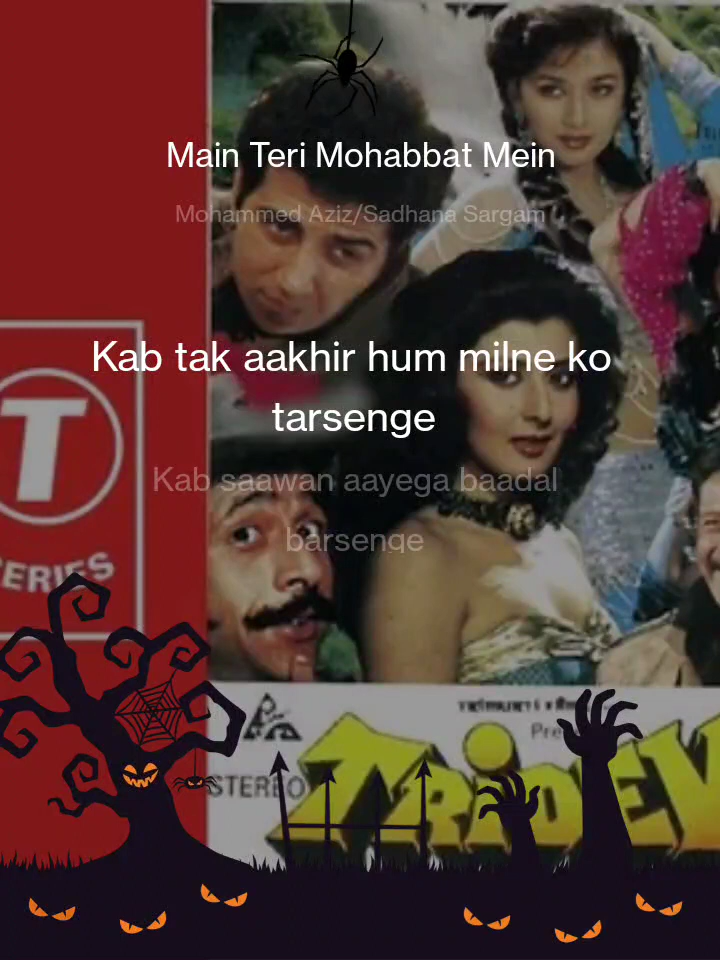 Main Teri Mohabbat Mein
Mohammed Aziz/Sadhana Sargam
Kab tak aakhir hum milne ko
tarsenge
Kab saawan aayega baadal
barsenge
T
SERIES
STEREO
Pre
TRIDEV